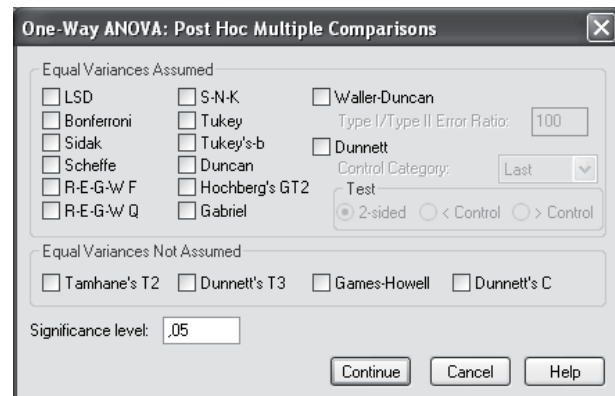 One-Way ANOVA: Post Hoc Multiple Comparisons
Equal Variances Assumed
LSD
Bonferroni
Sidak
Scheffe
R-E-G-W F
R-E-G-W Q
S-N-K
Tukey
Tukey's-b
Duncan
Hochberg's GT2
Gabriel
Waller-Duncan
Type I/Type II Error Ratio: 100
Dunnett
Control Category: Last
Test
2-sided < Control > Control
Equal Variances Not Assumed
Tamhane's T2 Dunnett's T3 Games-Howell Dunnett's C
Significance level: ,05
Continue Cancel Help